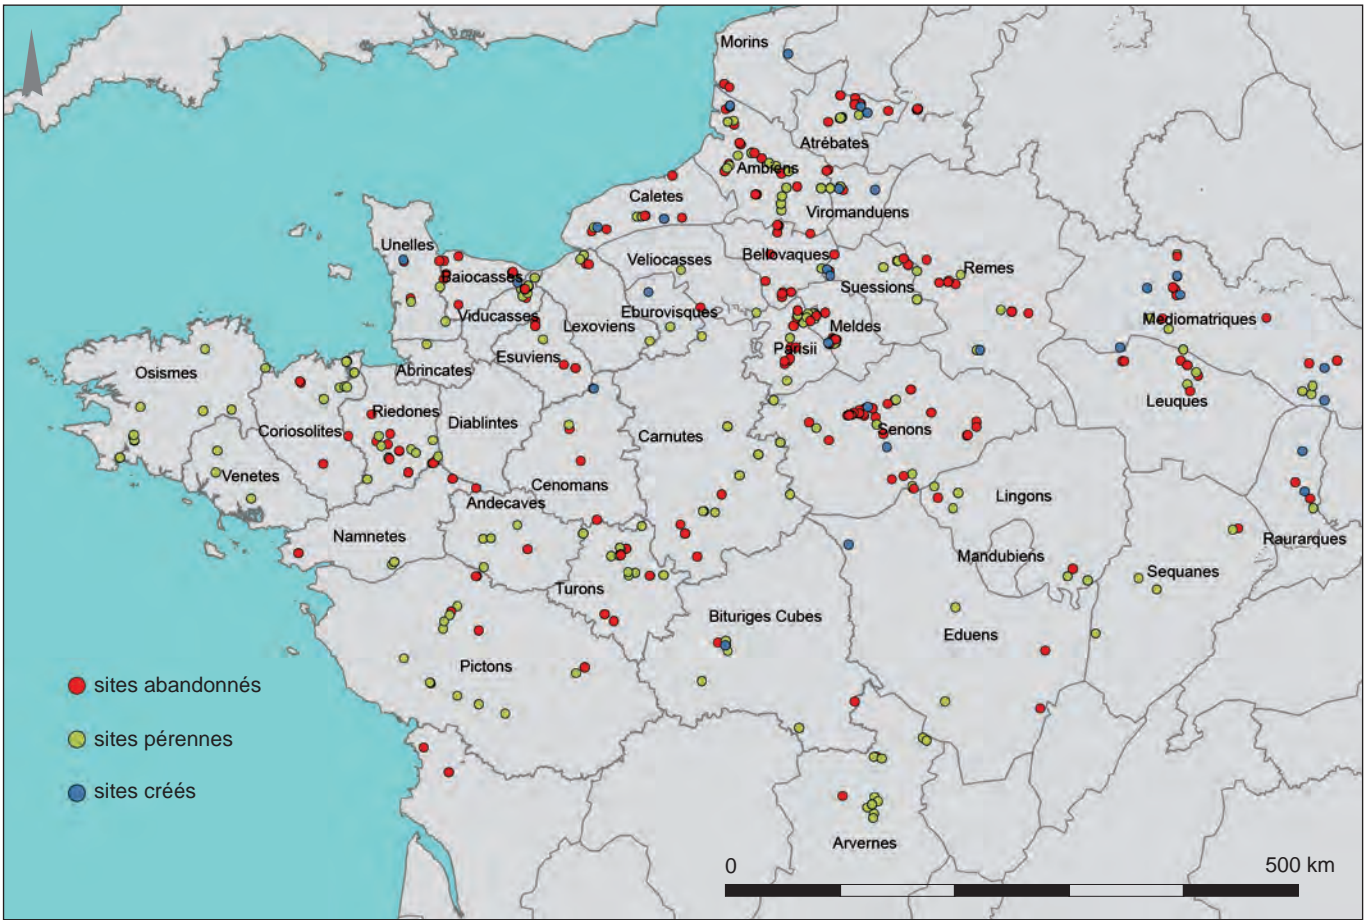 Morins
Atrébates
Ambiens
Caletes
Viromanduens
Unelles
Bellovaques
Veliocasses
Baiocasses
Remes
Suessions
Eburovisques
Viducasses
Lexoviens
Meldes
Médiomatriques
Parisii
Esuviens
Osismes
Abrincates
Leuques
Riedones
Diablintes
Coriosolites
Carnutes
Senons
Venetes
Cenomans
Lingons
Andecaves
Namnetes
Raurarques
Mandubiens
Sequanes
Turons
Bituriges Cubes
Eduens
Pictons
sites abandonnés
sites pérennes
sites créés
Arvernes
0
500 km